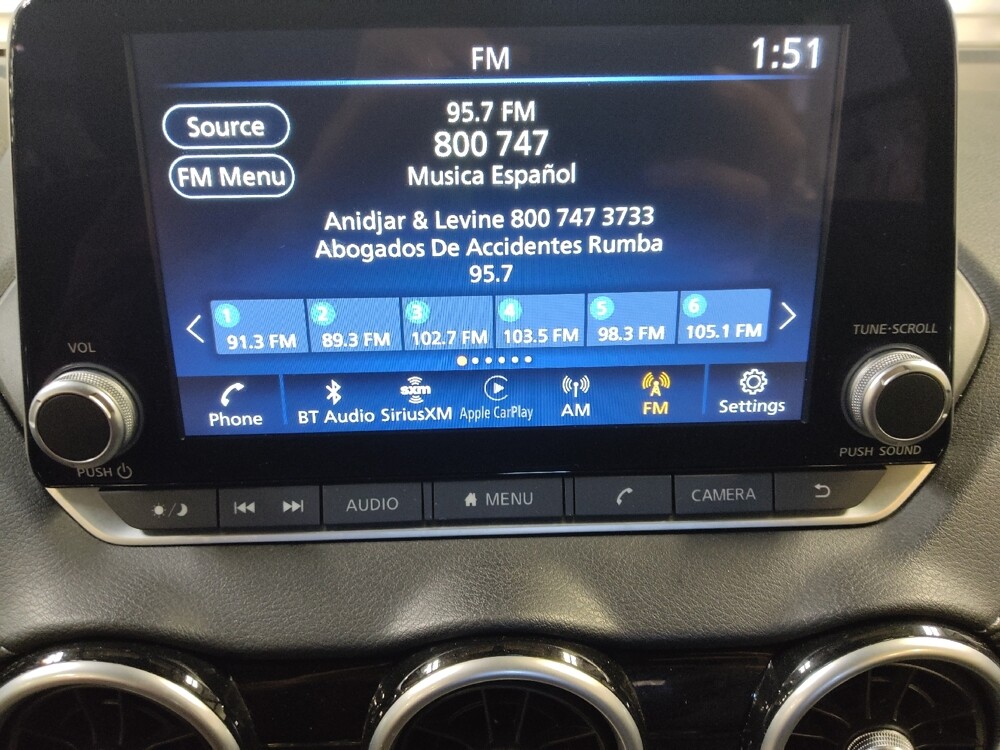 FM
1:51
Source
FM Menu
95.7 FM
800 747
Musica Español
Anidjar & Levine 800 747 3733
Abogados De Accidentes Rumba
95.7
1 2 3 4 5 6
91.3 FM 89.3 FM 102.7 FM 103.5 FM 98.3 FM 105.1 FM
sxm
Phone BT Audio SiriusXM Apple CarPlay AM FM Settings
VOL
PUSH
TUNE·SCROLL
PUSH SOUND
AUDIO MENU CAMERA